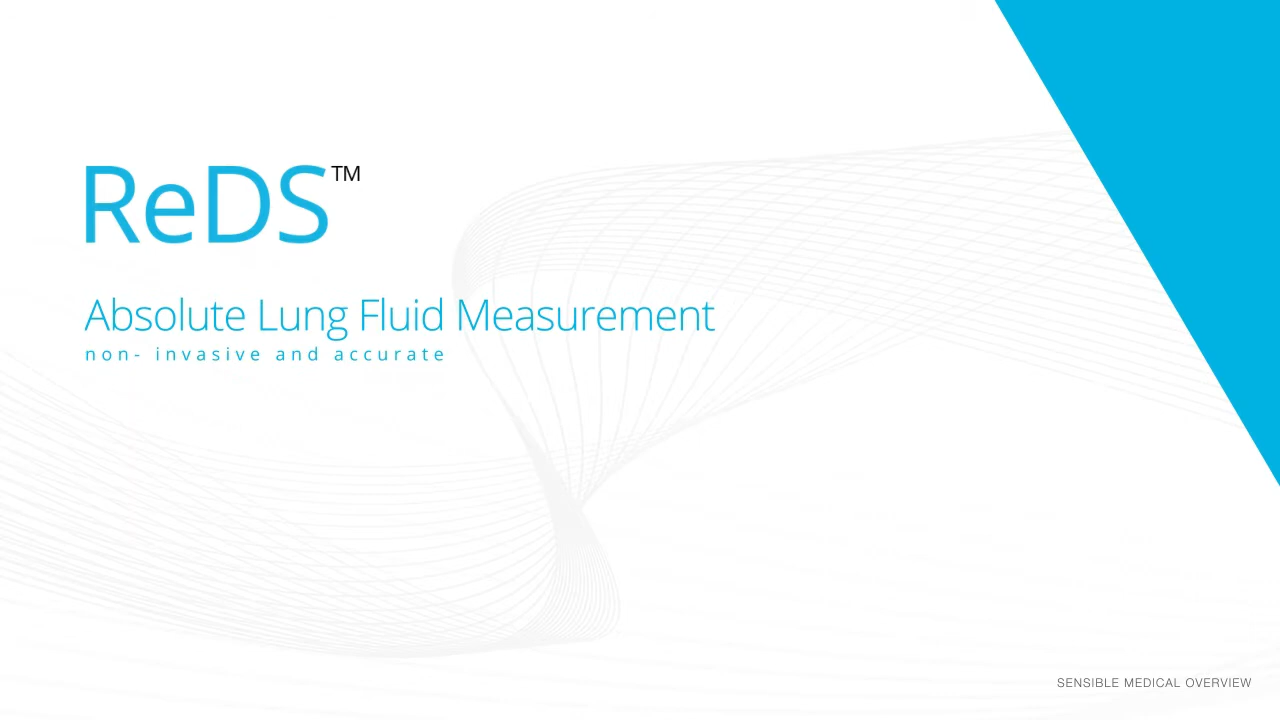 ReDS™
Absolute Lung Fluid Measurement
non- invasive and accurate
SENSIBLE MEDICAL OVERVIEW